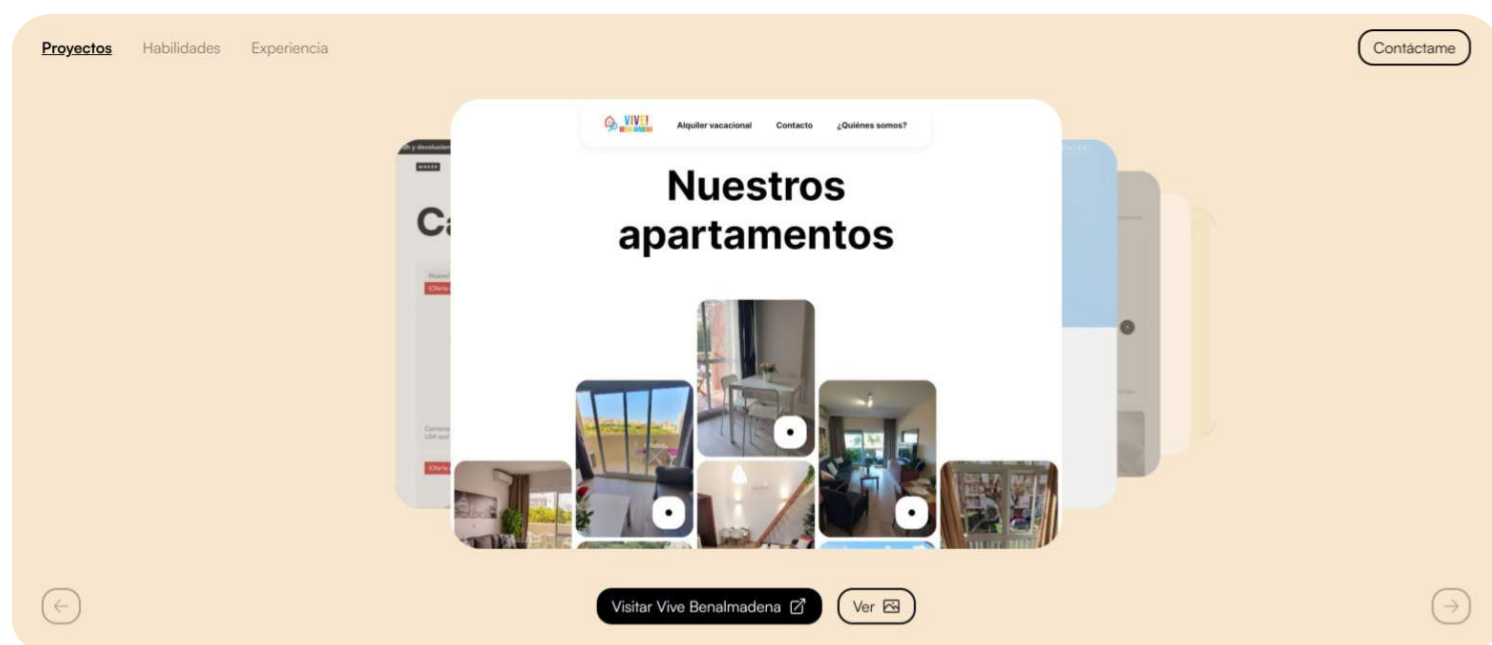 Proyectos Habilidades Experiencia Contáctame
VIVE!
Alquiler vacacional Contacto ¿Quiénes somos?
Nuestros
apartamentos
Visitar Vive Benalmadena Ver